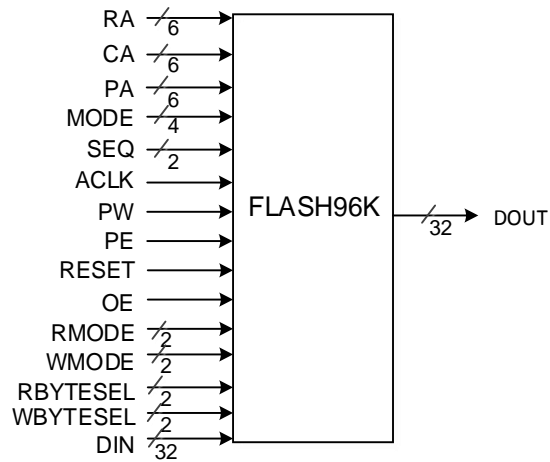 RA
6
CA
6
PA
6
MODE
4
SEQ
2
ACLK
PW
FLASH96K
32
DOUT
PE
RESET
OE
RMODE
2
WMODE
2
RBYTESEL
2
WBYTESEL
2
DIN
32